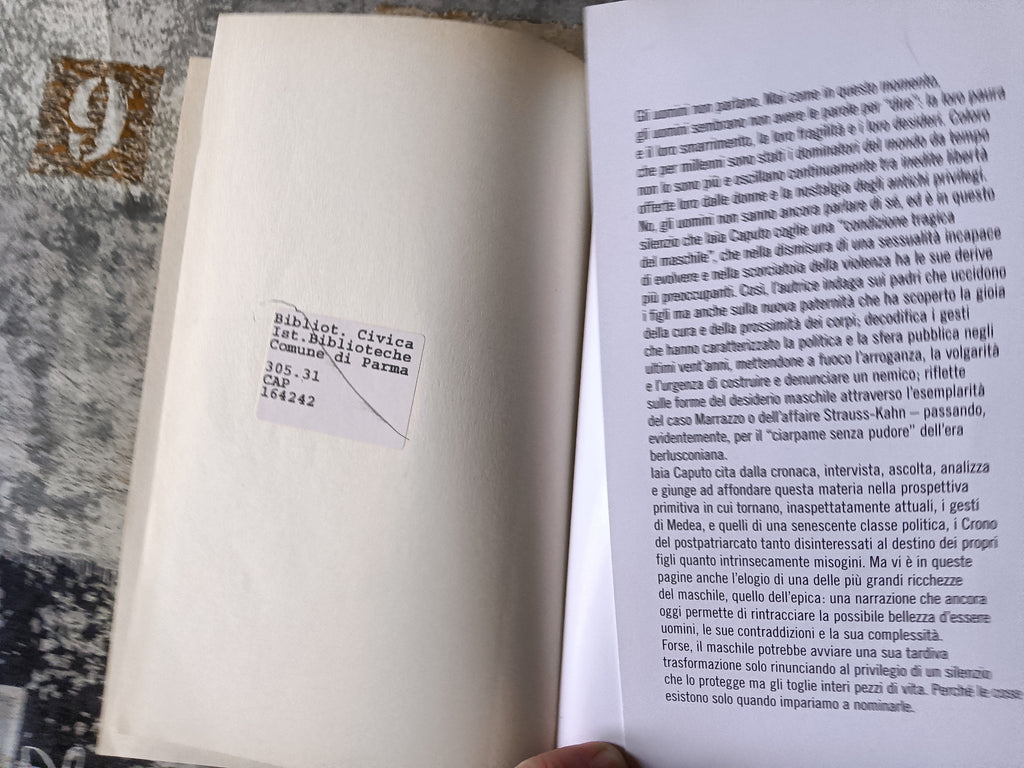 9
Bibliot. Civica
Ist.Biblioteche
Comune di Parma
305.31
CAP
164242
Gli uomini non parlano. Mai come in questo momento,
gli uomini sembrano non avere le parole per "dire": la loro paura
e il loro smarrimento, la loro fragilità e i loro desideri. Coloro
che per millenni sono stati i dominatori del mondo da tempo
non lo sono più e oscillano continuamente tra inedite libertà
offerte loro dalle donne e la nostalgia degli antichi privilegi.
No, gli uomini non sanno ancora parlare di sé, ed è in questo
silenzio che Iaia Caputo coglie una "condizione tragica
del maschile", che nella dismisura di una sessualità incapace
di evolvere e nella scorciatoia della violenza ha le sue derive
più preoccupanti. Così, l'autrice indaga sui padri che uccidono
i figli ma anche sulla nuova paternità che ha scoperto la gioia
della cura e della prossimità dei corpi; decodifica i gesti
che hanno caratterizzato la politica e la sfera pubblica negli
ultimi vent'anni, mettendone a fuoco l'arroganza, la volgarità
e l'urgenza di costruire e denunciare un nemico; riflette
sulle forme del desiderio maschile attraverso l'esemplarità
del caso Marrazzo o dell'affaire Strauss-Kahn – passando,
evidentemente, per il "ciarpame senza pudore" dell'era
berlusconiana.
Iaia Caputo cita dalla cronaca, intervista, ascolta, analizza
e giunge ad affondare questa materia nella prospettiva
primitiva in cui tornano, inaspettatamente attuali, i gesti
di Medea, e quelli di una senescente classe politica, i Crono
del postpatriarcato tanto disinteressati al destino dei propri
figli quanto intrinsecamente misogini. Ma vi è in queste
pagine anche l'elogio di una delle più grandi ricchezze
del maschile, quello dell'epica: una narrazione che ancora
oggi permette di rintracciare la possibile bellezza d'essere
uomini, le sue contraddizioni e la sua complessità.
Forse, il maschile potrebbe avviare una sua tardiva
trasformazione solo rinunciando al privilegio di un silenzio
che lo protegge ma gli toglie interi pezzi di vita. Perché le cose
esistono solo quando impariamo a nominarle.